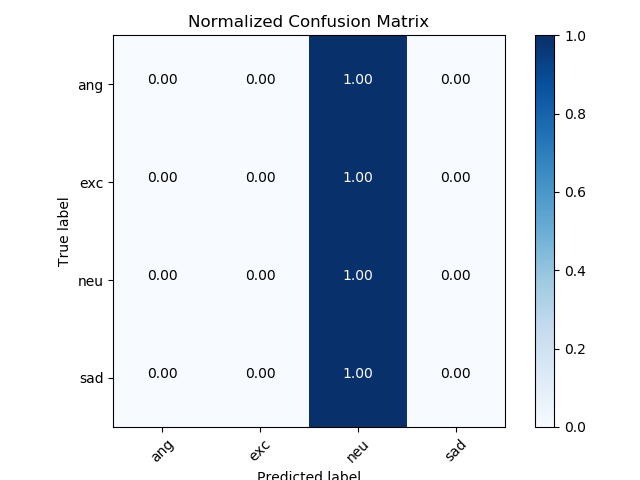 Normalized Confusion Matrix
1.0
ang 0.00 0.00 1.00 0.00
0.8
exc 0.00 0.00 1.00 0.00
0.6
True label
neu 0.00 0.00 1.00 0.00
0.4
0.2
sad 0.00 0.00 1.00 0.00
0.0
ang exc neu sad
Predicted label